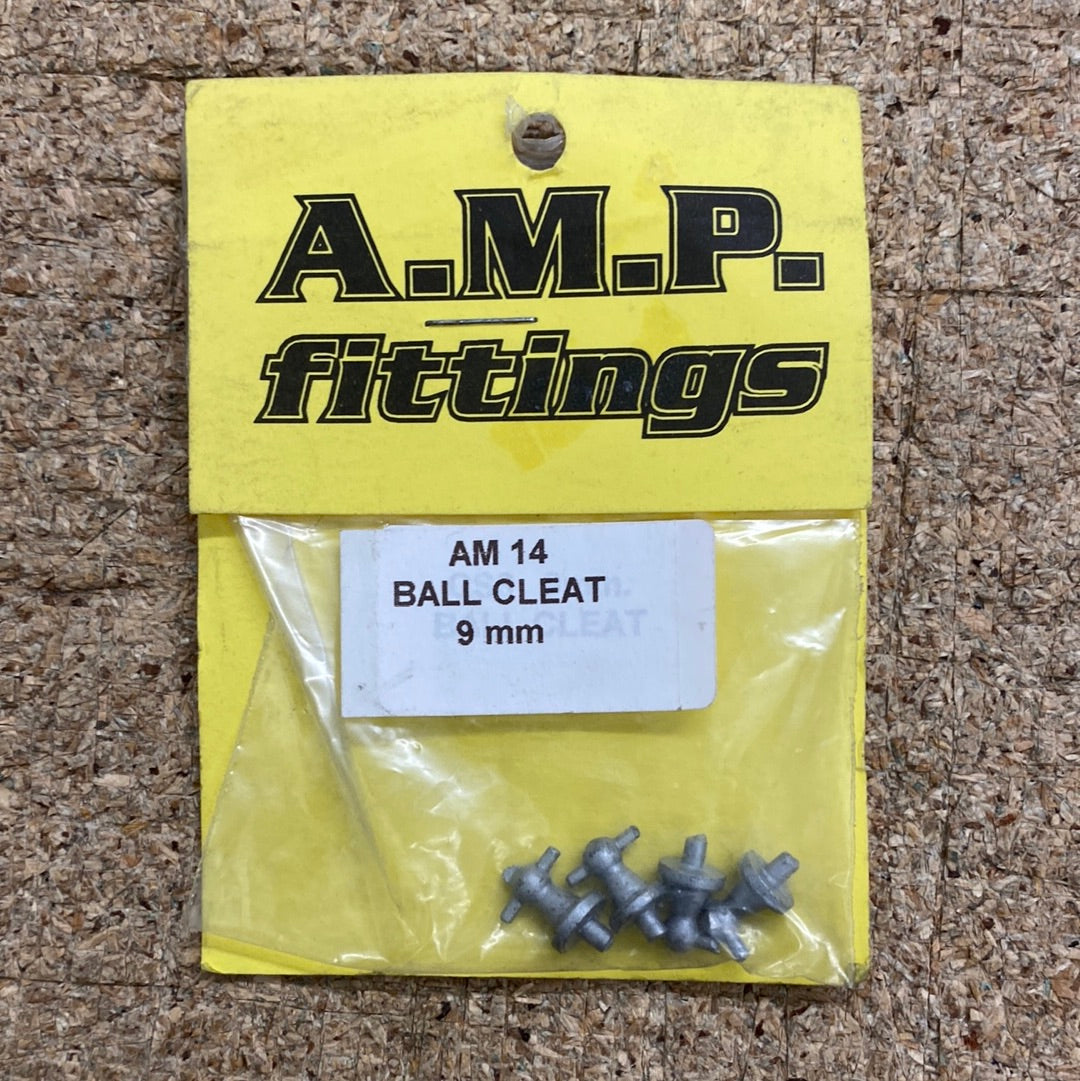 A.M.P.
fittings
AM 14
BALL CLEAT
9 mm